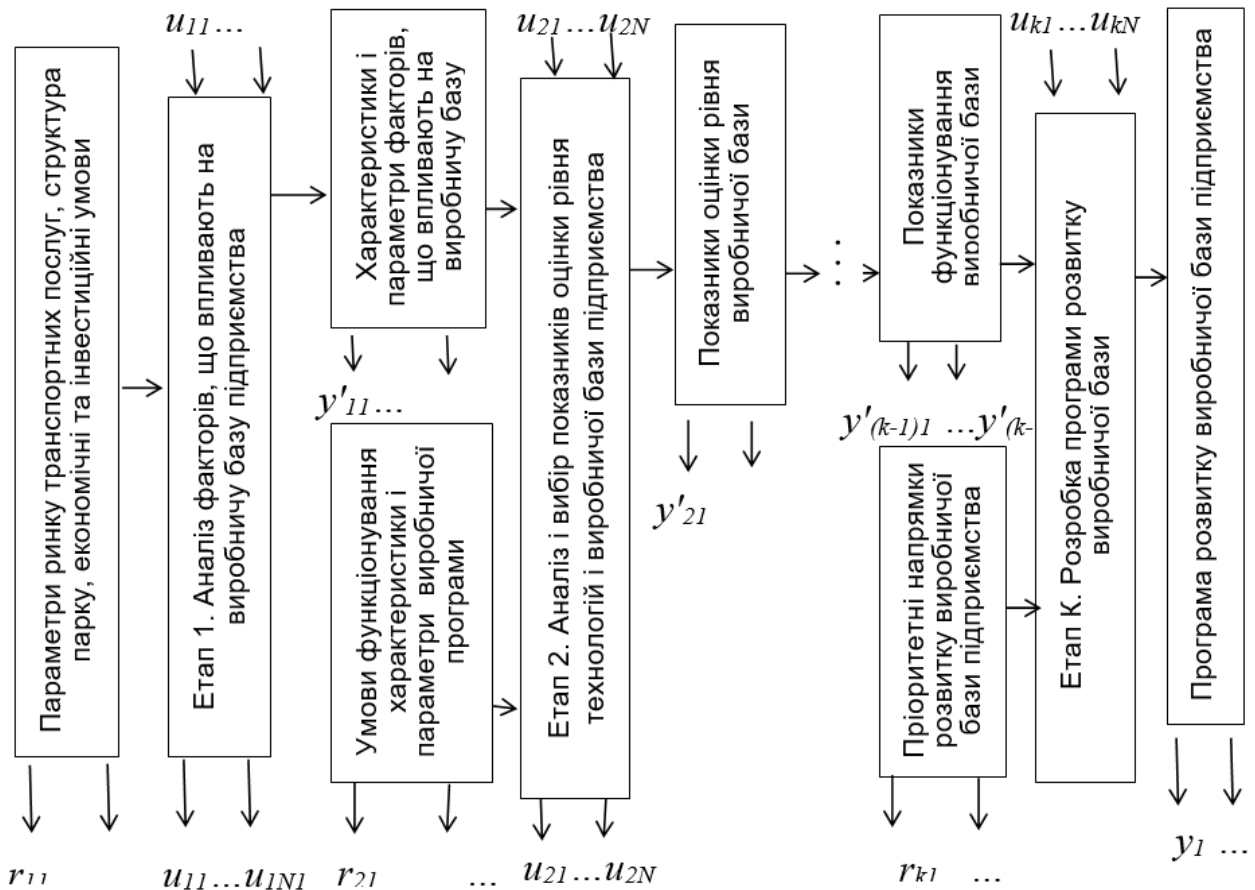 u11 ...
u21 ...u2N
uk1 ...ukN
Параметри ринку транспортних послуг, структура
парку, економічні та інвестиційні умови
Етап 1. Аналіз факторів, що впливають на
виробничу базу підприємства
Характеристики і
параметри факторів,
що впливають на
виробничу базу
y'11 ...
Умови функціонування
характеристики і
параметри виробничої
програми
Етап 2. Аналіз і вибір показників оцінки рівня
технологій і виробничої бази підприємства
Показники оцінки рівня
виробничої бази
y'21
...
Показники
функціонування
виробничої бази
y'(k-1)1 ...y'(k-
Пріоритетні напрямки
розвитку виробничої
бази підприємства
Етап К. Розробка програми розвитку
виробничої бази
Програма розвитку виробничої бази підприємства
r11
u11 ...u1N1
r21 ...
u21 ...u2N
rk1 ...
y1 ...